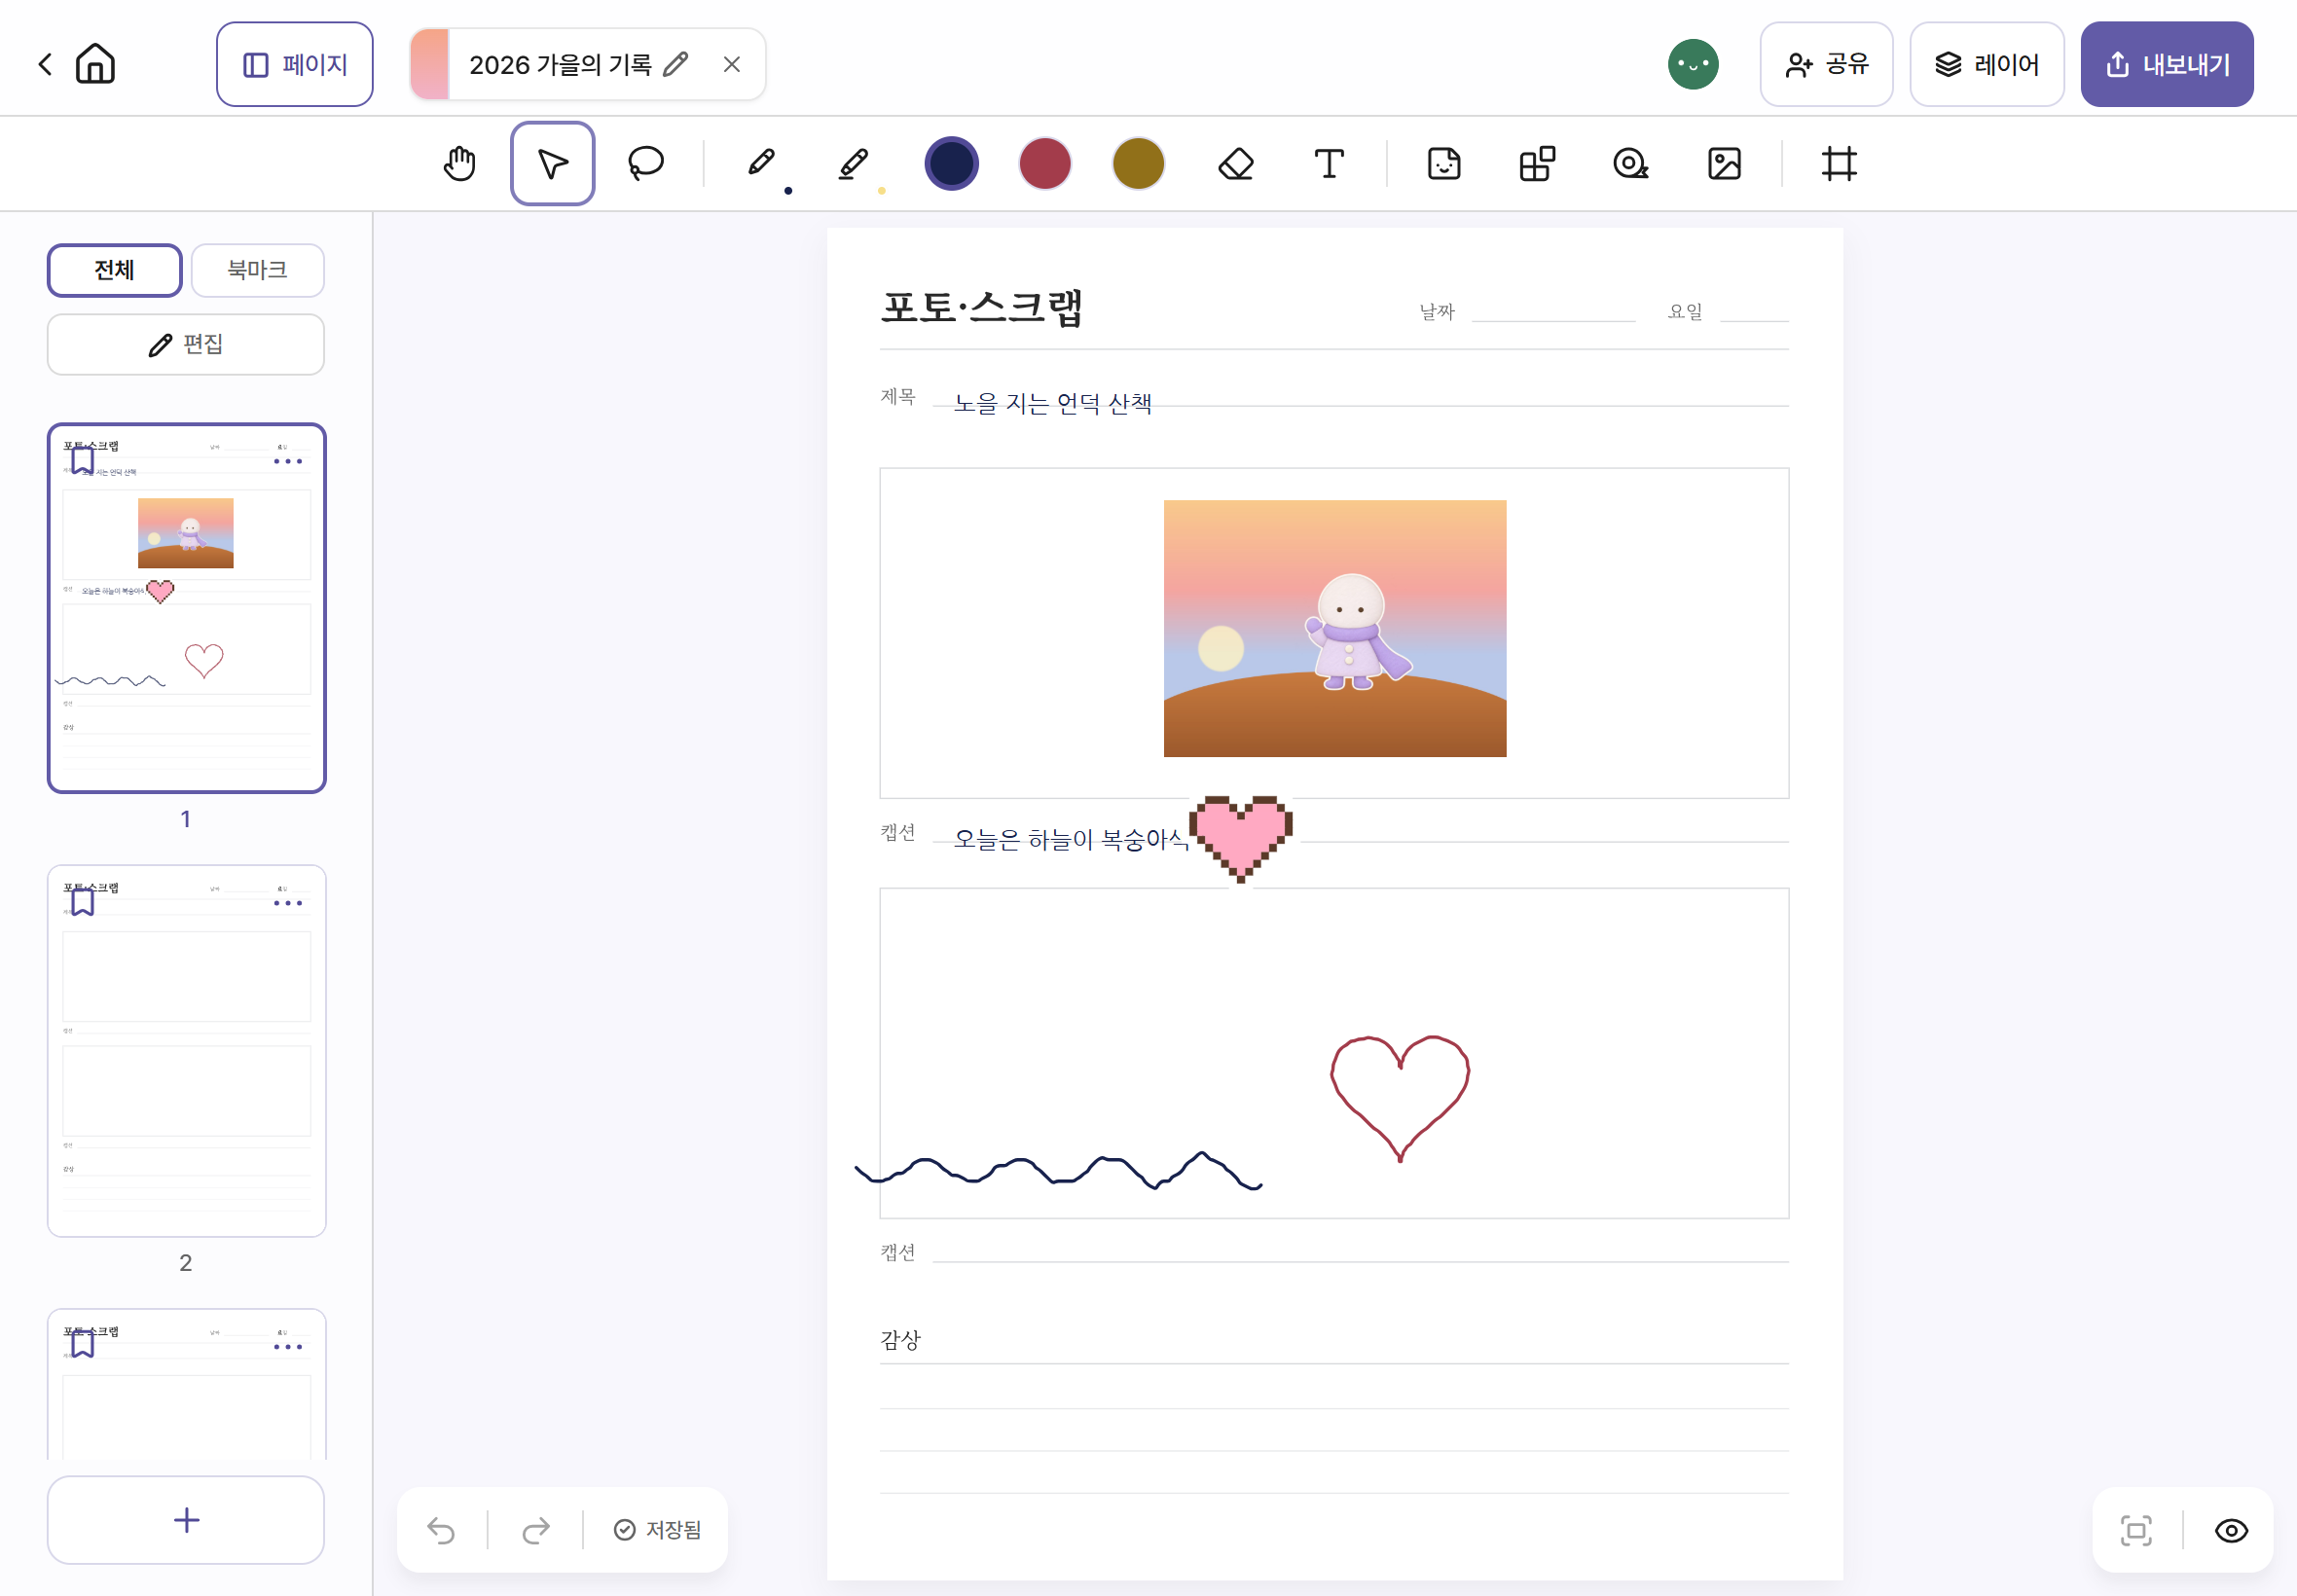 페이지
2026 가을의 기록
공유
레이어
내보내기
전체
북마크
편집
1
2
포토·스크랩
날짜
요일
제목
노을 지는 언덕 산책
캡션
오늘은 하늘이 복숭아
캡션
감상
저장됨